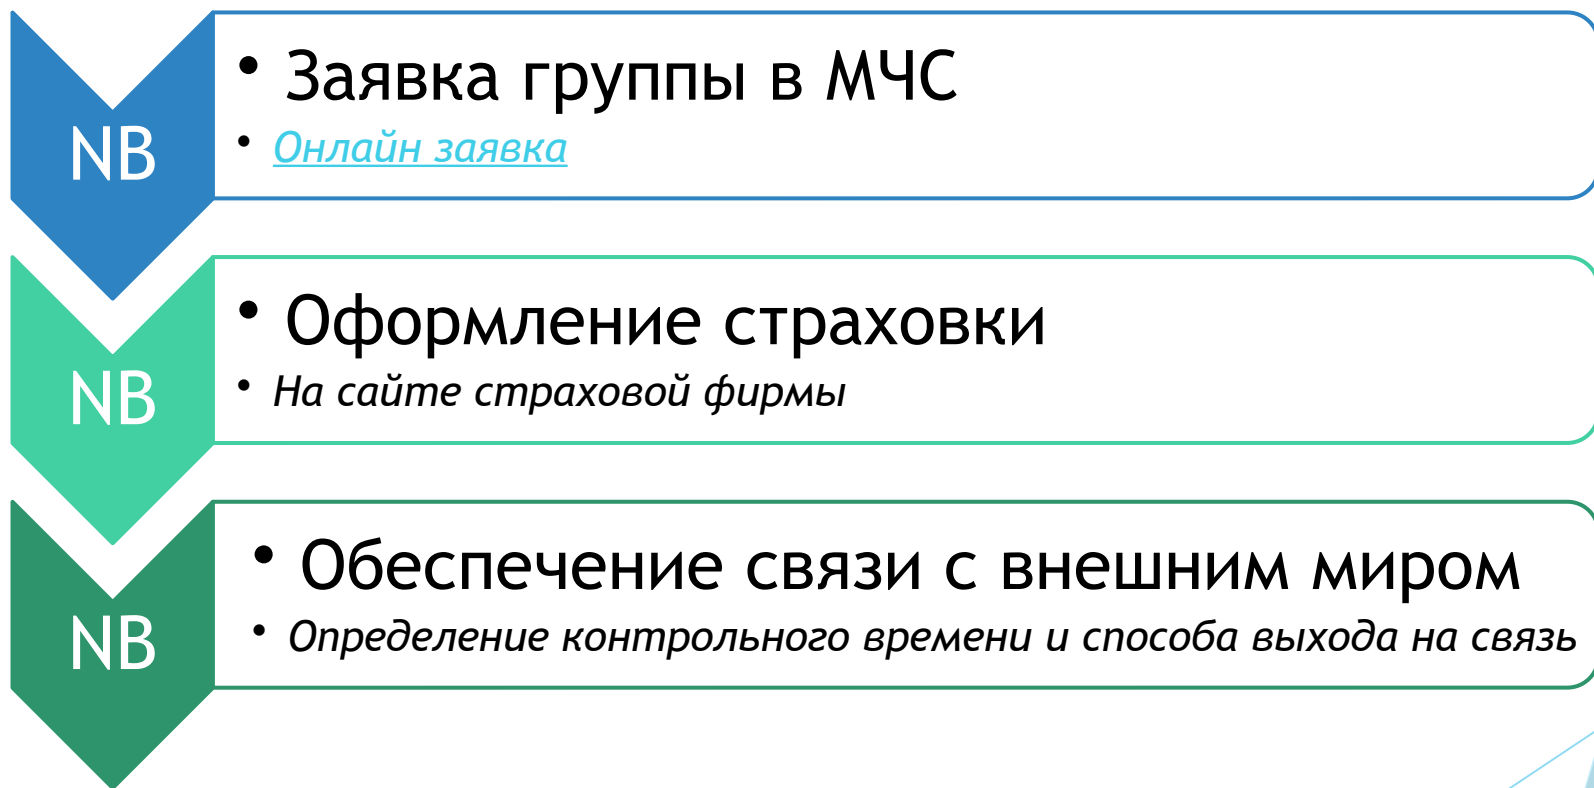 NB
• Заявка группы в МЧС
• Онлайн заявка
NB
• Оформление страховки
• На сайте страховой фирмы
NB
• Обеспечение связи с внешним миром
• Определение контрольного времени и способа выхода на связь